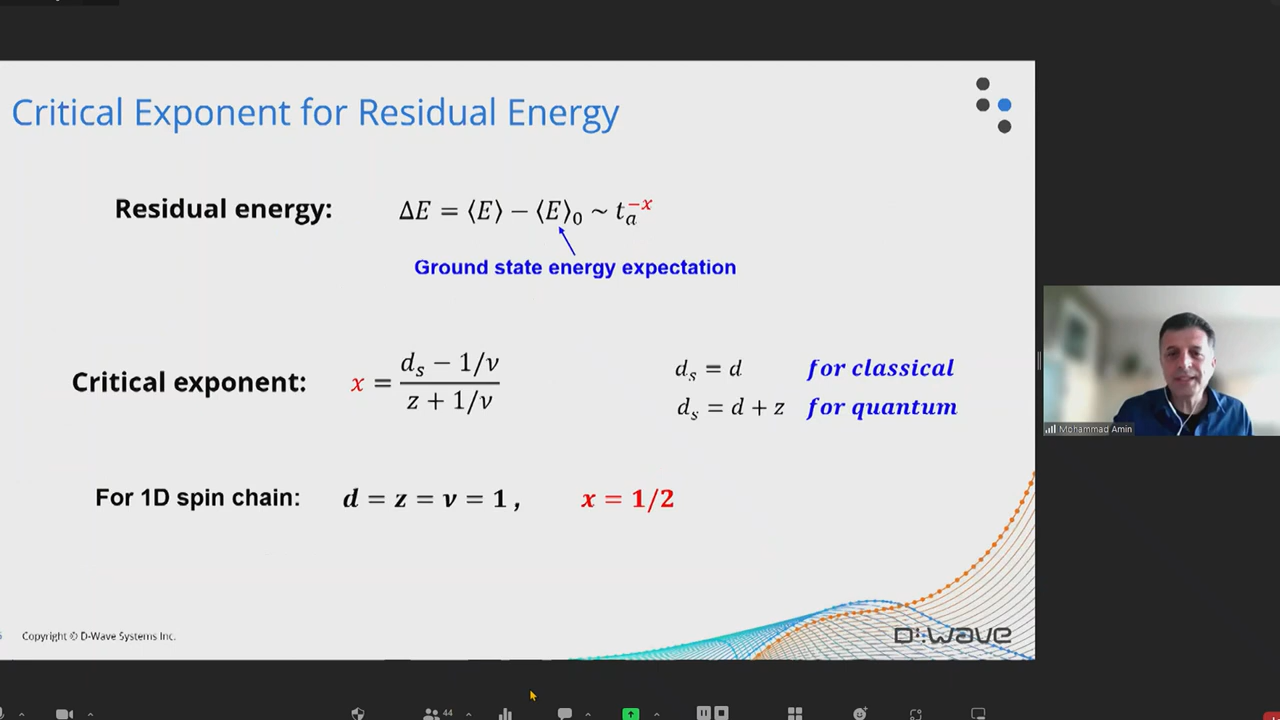 Critical Exponent for Residual Energy
Residual energy: ΔE = ⟨E⟩ − ⟨E⟩₀ ~ tₐ⁻ˣ
Ground state energy expectation
Critical exponent: x = (dₛ − 1/ν) / (z + 1/ν)
dₛ = d for classical
dₛ = d + z for quantum
For 1D spin chain: d = z = ν = 1, x = 1/2
Mohammad Amin
Copyright © D-Wave Systems Inc.
D:wave
44